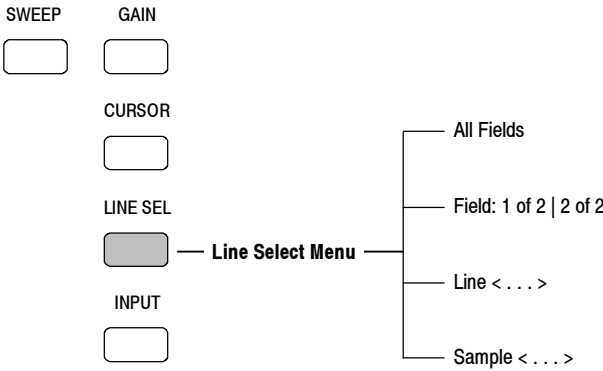 SWEEP GAIN
CURSOR
All Fields
LINE SEL
Field: 1 of 2 | 2 of 2
Line Select Menu
Line < . . . >
INPUT
Sample < . . . >